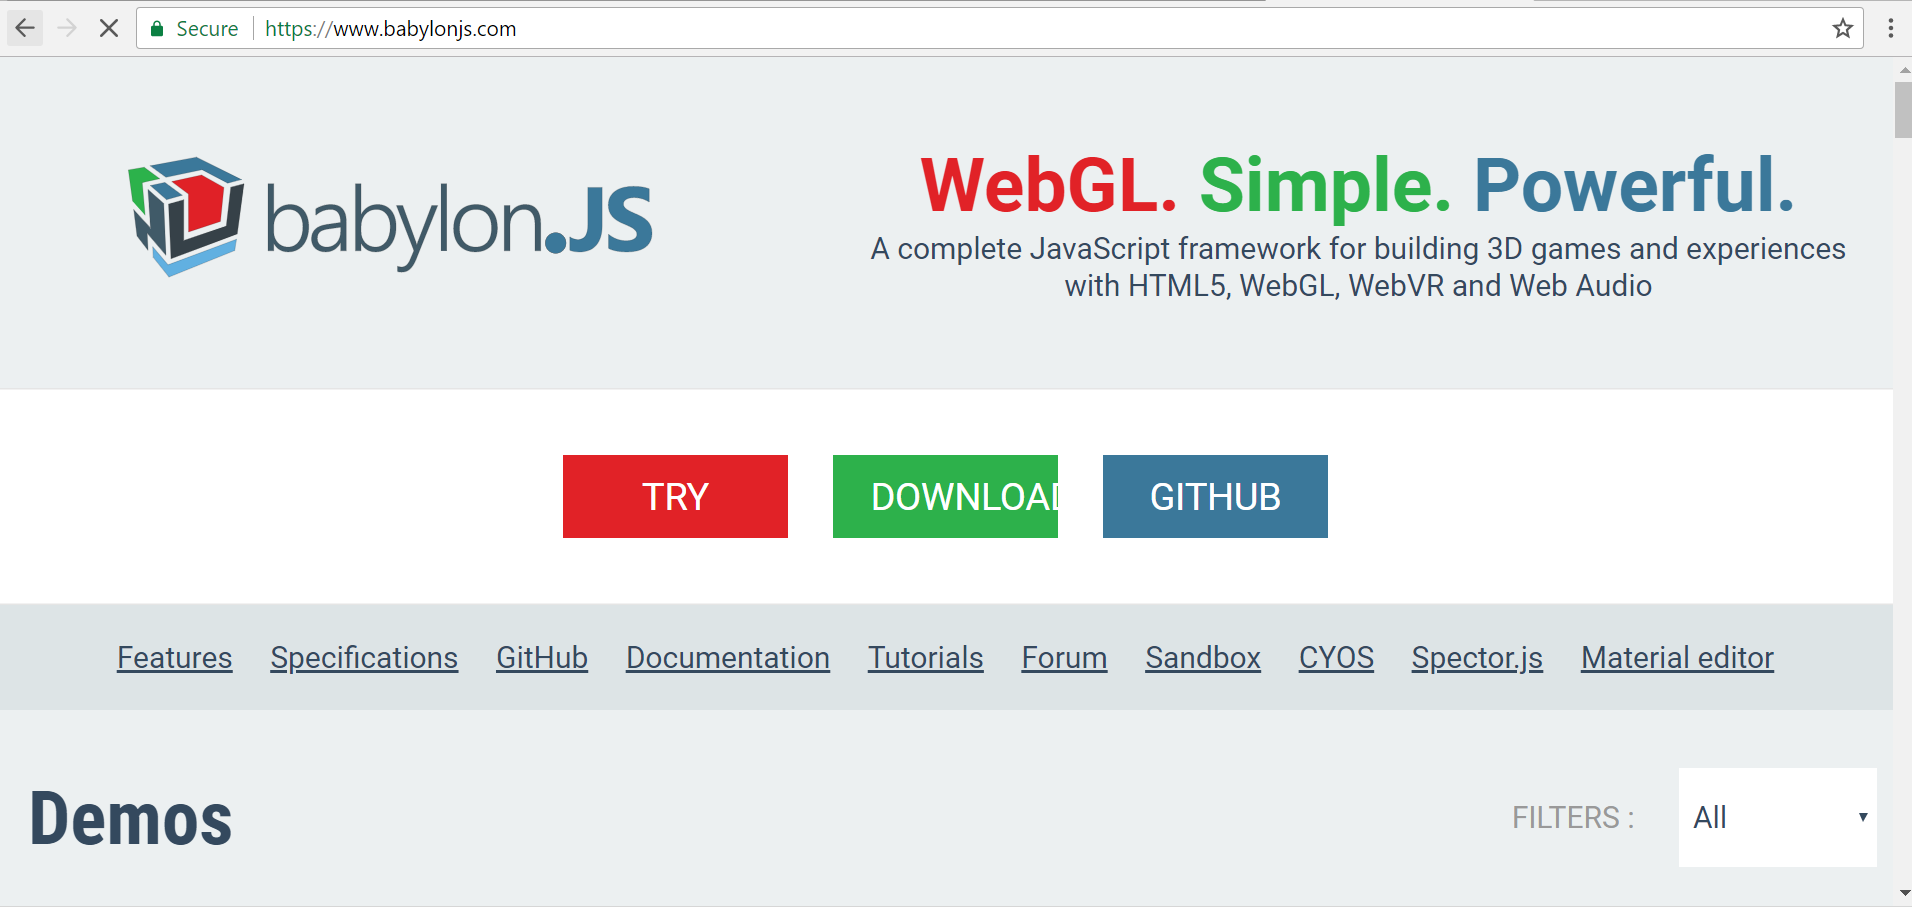 Secure https://www.babylonjs.com
babylon.JS
WebGL. Simple. Powerful.
A complete JavaScript framework for building 3D games and experiences
with HTML5, WebGL, WebVR and Web Audio
TRY DOWNLOAD GITHUB
Features Specifications GitHub Documentation Tutorials Forum Sandbox CYOS Spector.js Material editor
Demos FILTERS : All